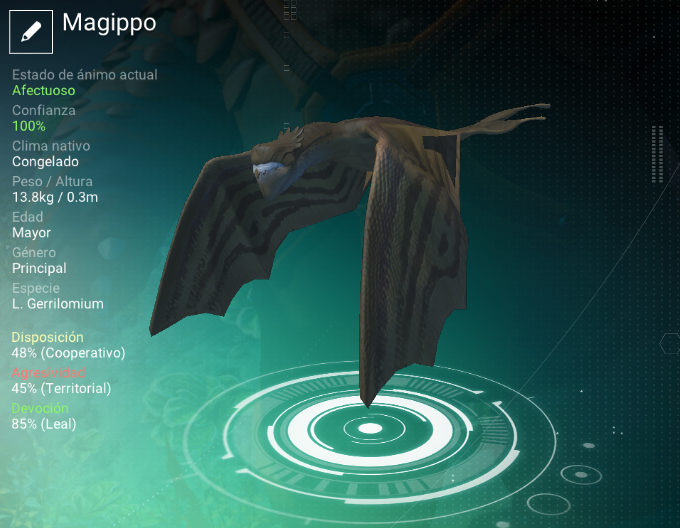 Magippo
Estado de ánimo actual
Afectuoso
Confianza
100%
Clima nativo
Congelado
Peso / Altura
13.8kg / 0.3m
Edad
Mayor
Género
Principal
Especie
L. Gerrilomium
Disposición
48% (Cooperativo)
Agresividad
45% (Territorial)
Devoción
85% (Leal)